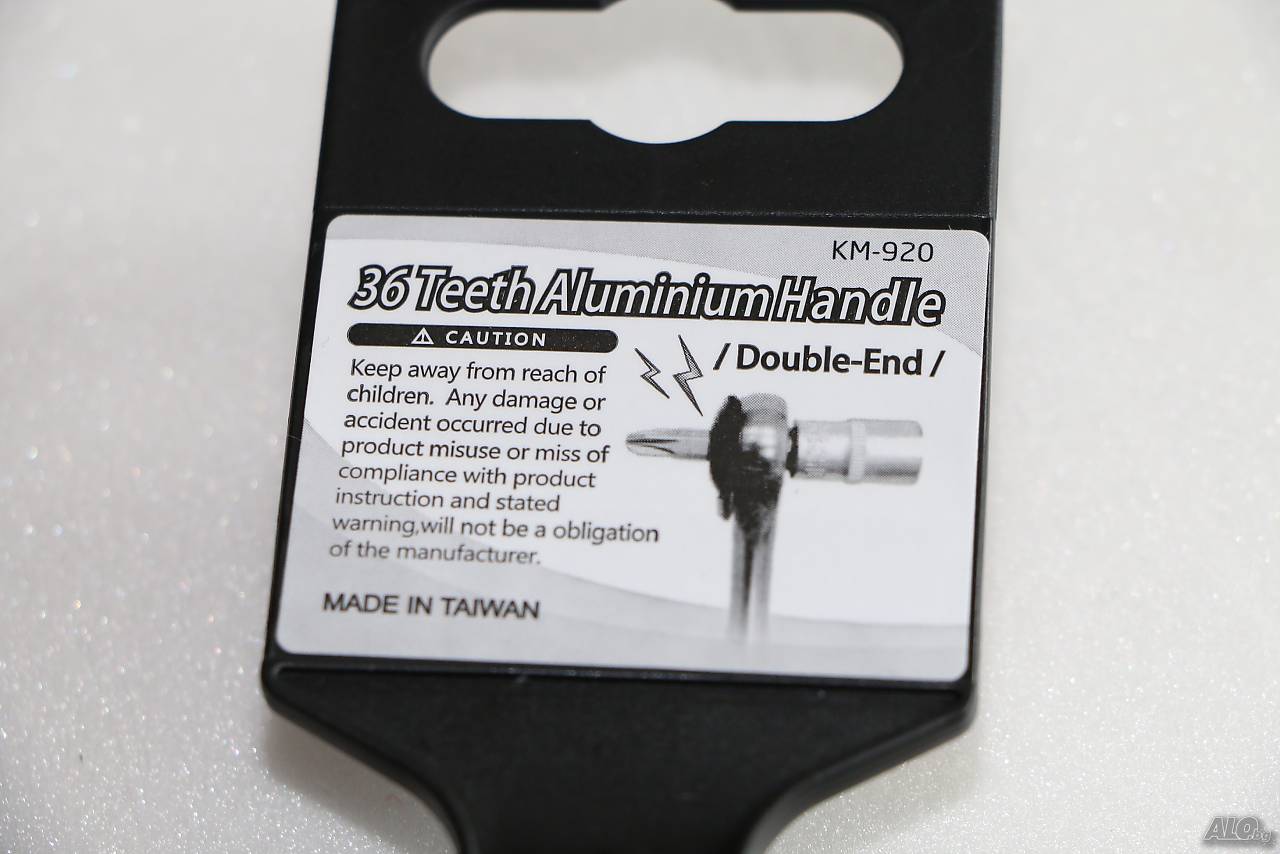 KM-920
36 Teeth Aluminium Handle
⚠ CAUTION
/ Double-End /
Keep away from reach of
children. Any damage or
accident occurred due to
product misuse or miss of
compliance with product
instruction and stated
warning,will not be a obligation
of the manufacturer.
MADE IN TAIWAN
ALO.bg